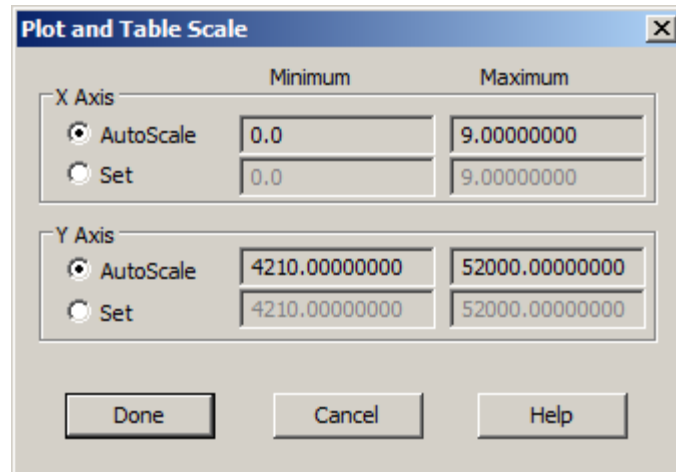 Plot and Table Scale
Minimum Maximum
X Axis
AutoScale 0.0 9.00000000
Set 0.0 9.00000000
Y Axis
AutoScale 4210.00000000 52000.00000000
Set 4210.00000000 52000.00000000
Done Cancel Help